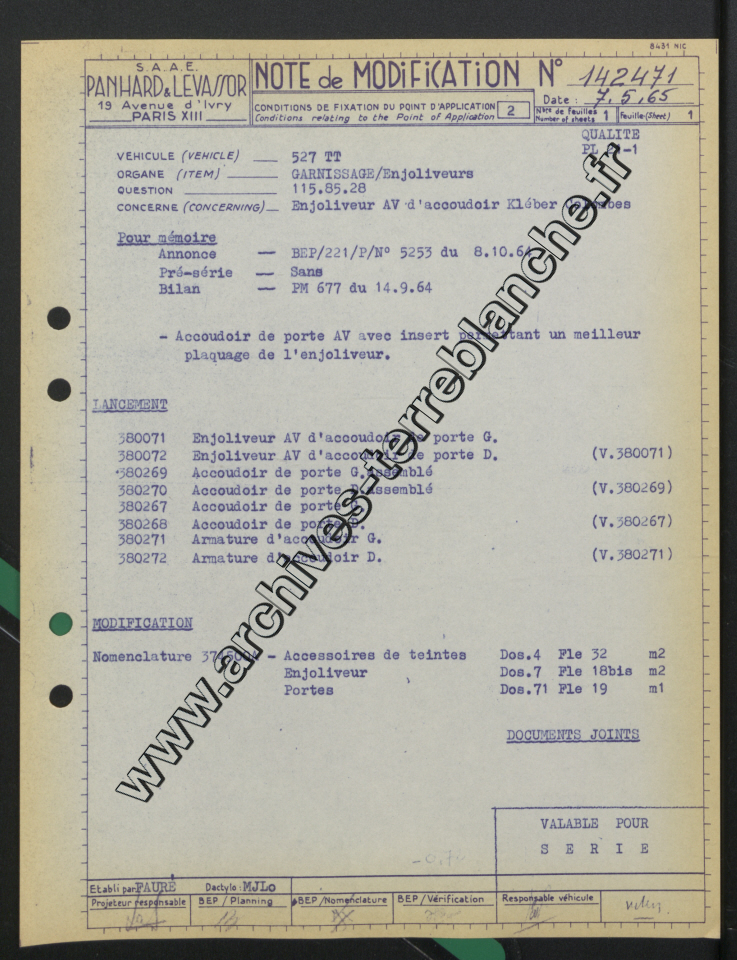 8431 NIC
S.A.A.E.
PANHARD & LEVASSOR
19 Avenue d'Ivry
PARIS XIII
NOTE de MODiFiCATiON N° 142471
CONDITIONS DE FIXATION DU POINT D'APPLICATION 2
Conditions relating to the Point of Application
Date : 7.5.65
Nbre de feuilles 1
Number of sheets
Feuille (Sheet) 1
QUALITE
PL -1
VEHICULE (VEHICLE) 527 TT
ORGANE (ITEM) GARNISSAGE/Enjoliveurs
QUESTION 115.85.28
CONCERNE (CONCERNING) Enjoliveur AV d'accoudoir Kléber Colombes
Pour mémoire
Annonce — BEP/221/P/N° 5253 du 8.10.64
Pré-série — Sans
Bilan — PM 677 du 14.9.64
- Accoudoir de porte AV avec insert permettant un meilleur
plaquage de l'enjoliveur.
LANCEMENT
380071 Enjoliveur AV d'accoudoir de porte G.
380072 Enjoliveur AV d'accoudoir de porte D. (V.380071)
380269 Accoudoir de porte G.assemblé
380270 Accoudoir de porte D.assemblé (V.380269)
380267 Accoudoir de porte G.
380268 Accoudoir de porte D. (V.380267)
380271 Armature d'accoudoir G.
380272 Armature d'accoudoir D. (V.380271)
MODIFICATION
Nomenclature - Accessoires de teintes Dos.4 Fle 32 m2
Enjoliveur Dos.7 Fle 18bis m2
Portes Dos.71 Fle 19 m1
DOCUMENTS JOINTS
VALABLE POUR
S E R I E
Etabli par FAURE Dactylo : MJLo
Projeteur responsable BEP / Planning BEP / Nomenclature BEP / Vérification Responsable véhicule
www.archives-terreblanche.fr